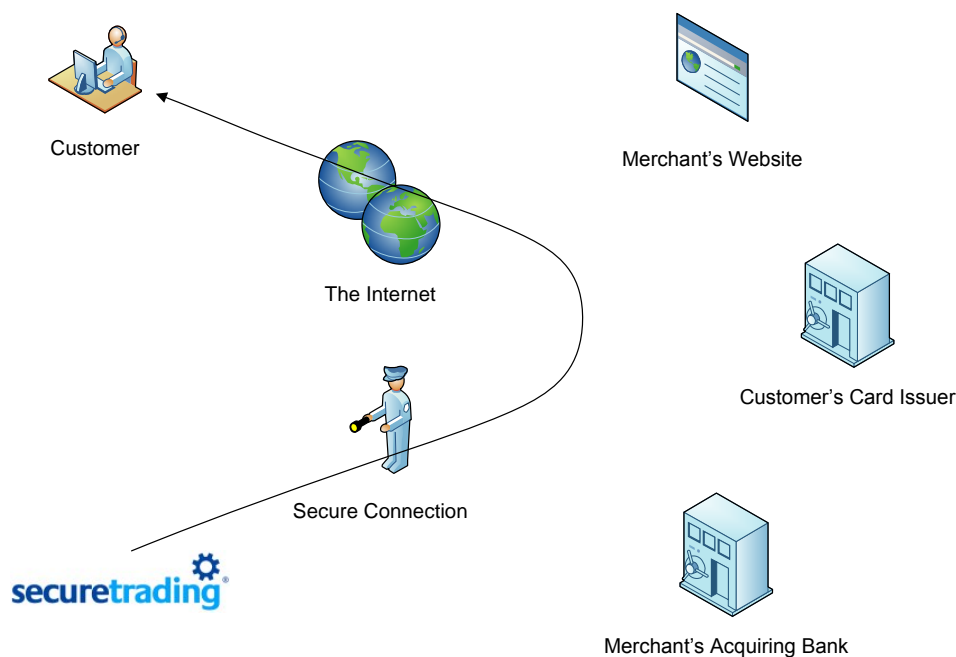 Customer
Merchant’s Website
The Internet
Customer’s Card Issuer
Secure Connection
securetrading®
Merchant’s Acquiring Bank